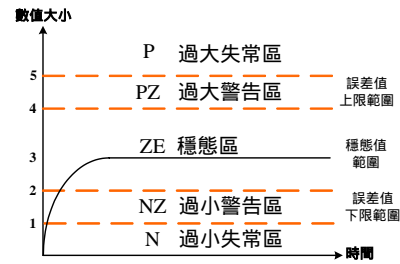 數值大小
P 過大失常區
5
PZ 過大警告區
誤差值
上限範圍
4
ZE 穩態區
3
穩態值
範圍
2
NZ 過小警告區
誤差值
下限範圍
1
N 過小失常區
時間